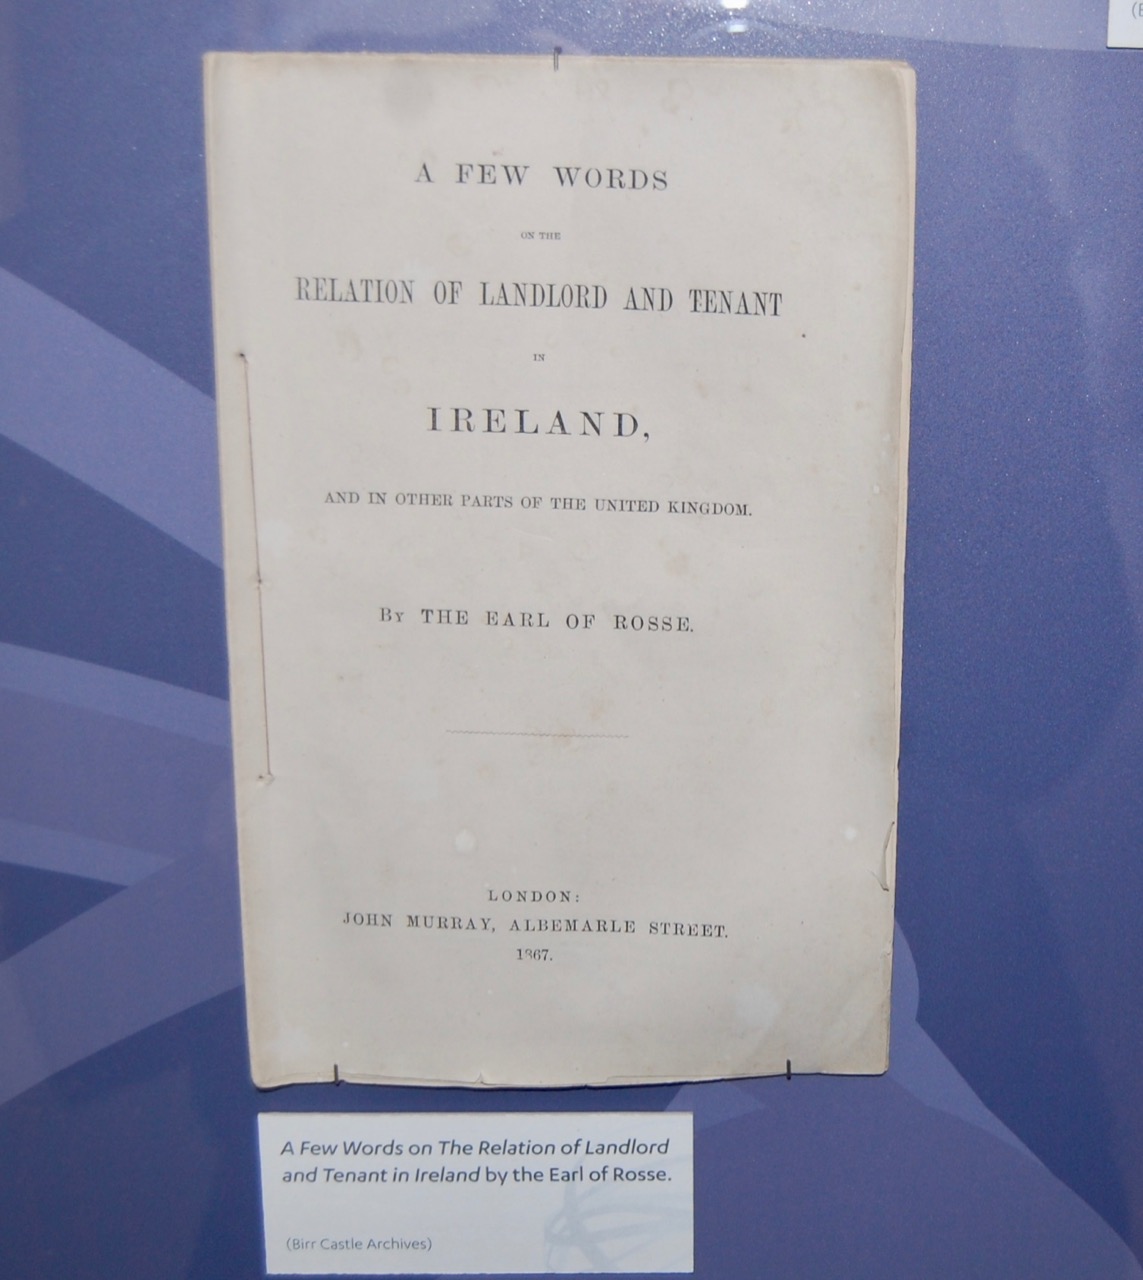 A FEW WORDS
ON THE
RELATION OF LANDLORD AND TENANT
IN
IRELAND,
AND IN OTHER PARTS OF THE UNITED KINGDOM.
By THE EARL OF ROSSE.
LONDON:
JOHN MURRAY, ALBEMARLE STREET.
1867.
A Few Words on The Relation of Landlord
and Tenant in Ireland by the Earl of Rosse.
(Birr Castle Archives)